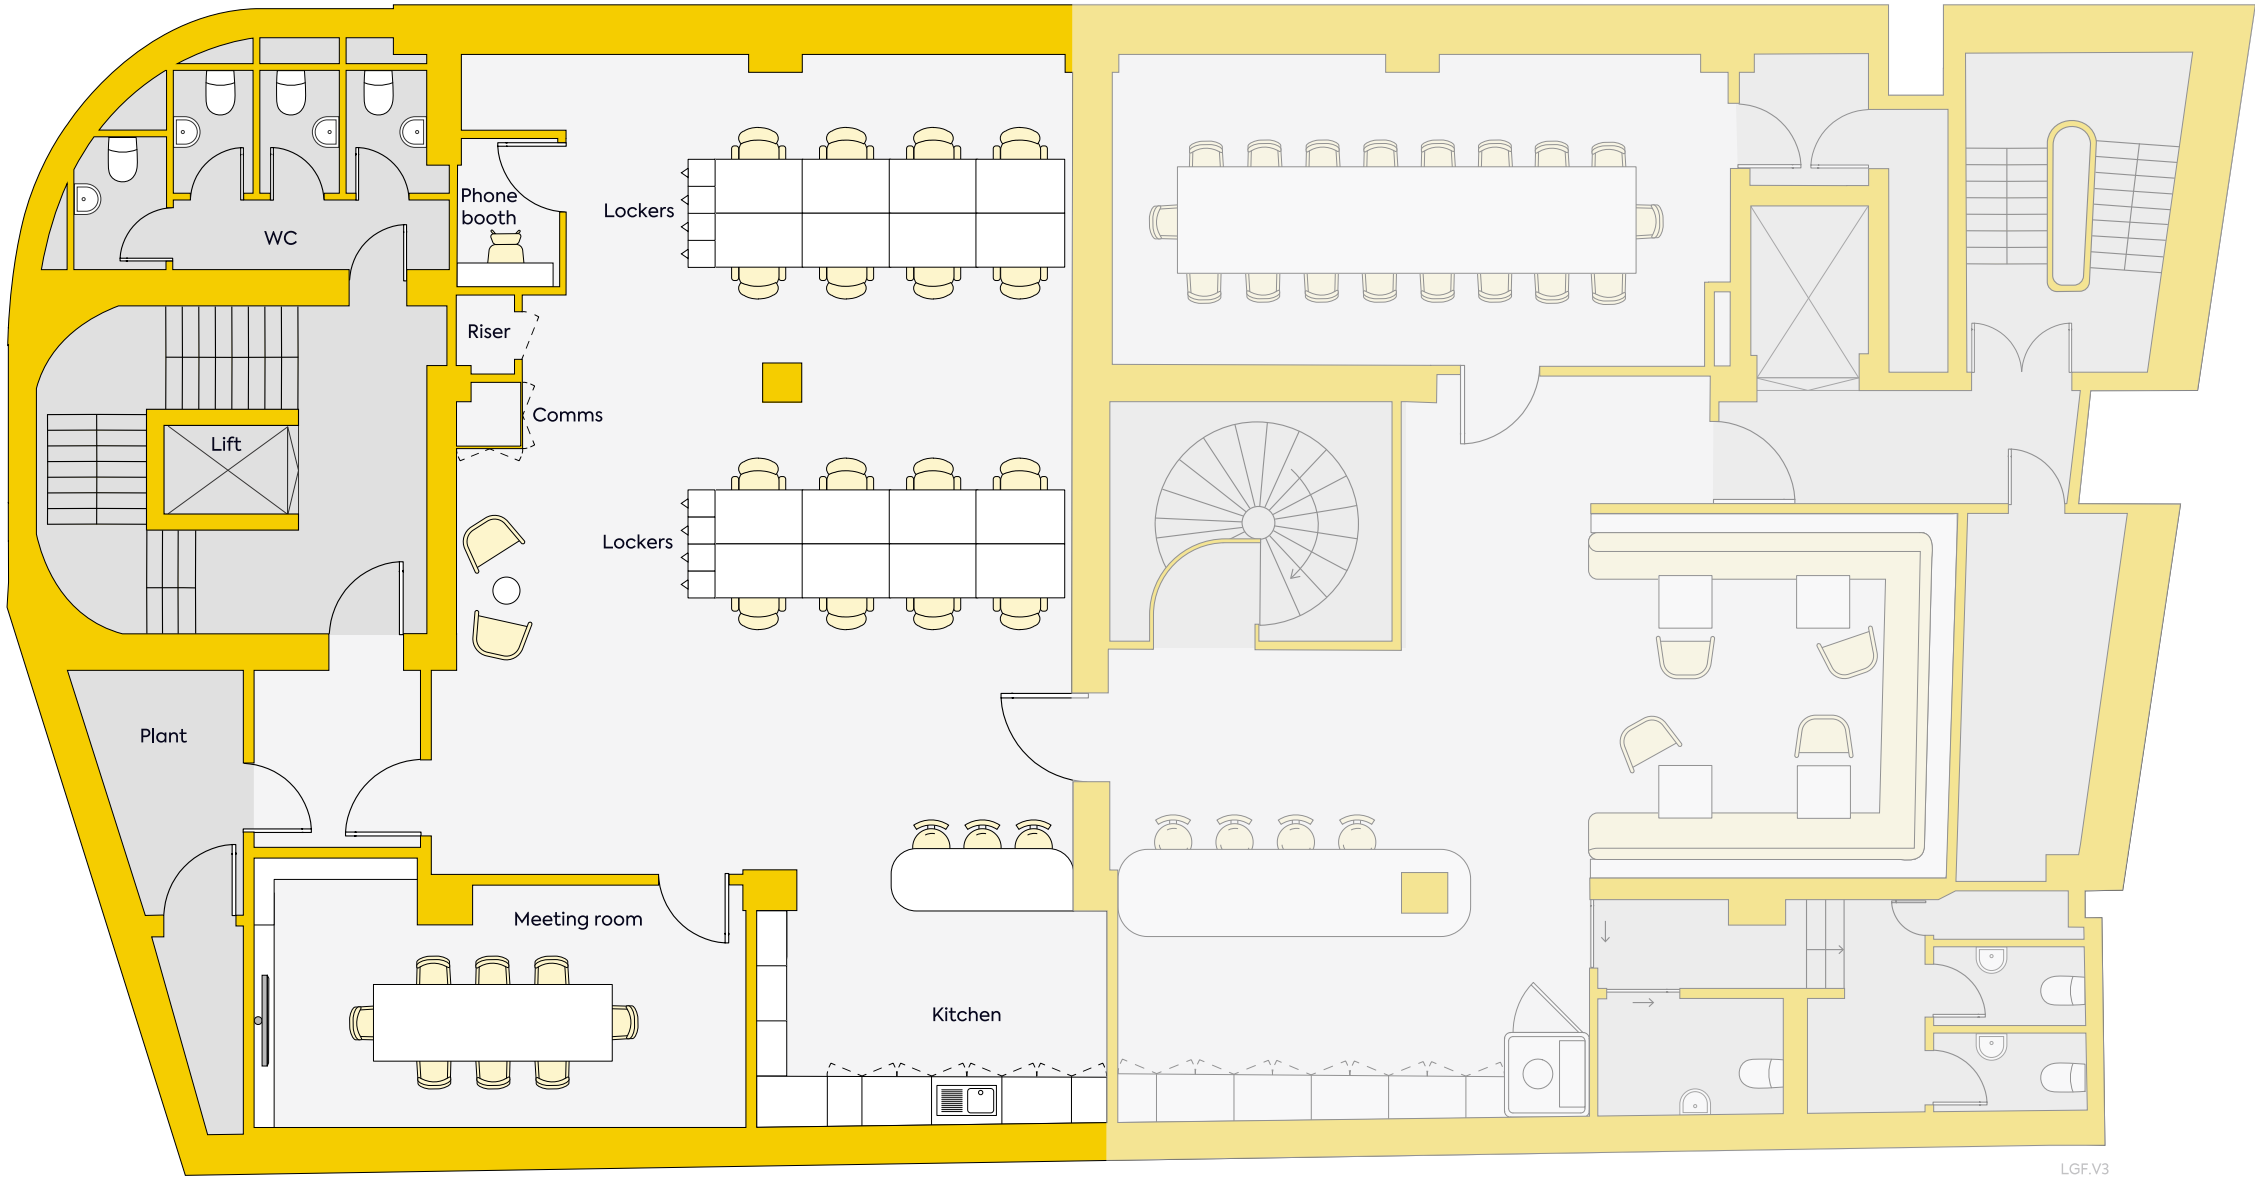 Phone
booth
Lockers
WC
Riser
Comms
Lift
Lockers
Plant
Meeting room
Kitchen
LGF.V3